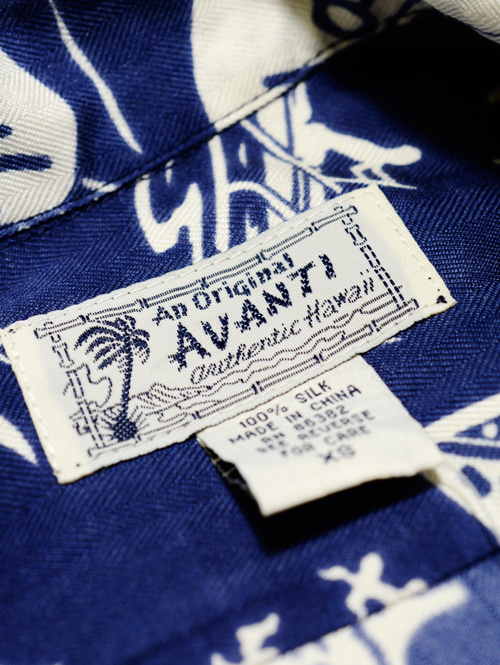 An Original
AVANTI
authentic Hawaii
100% SILK
MADE IN CHINA
RN 86382
SEE REVERSE
FOR CARE
XS